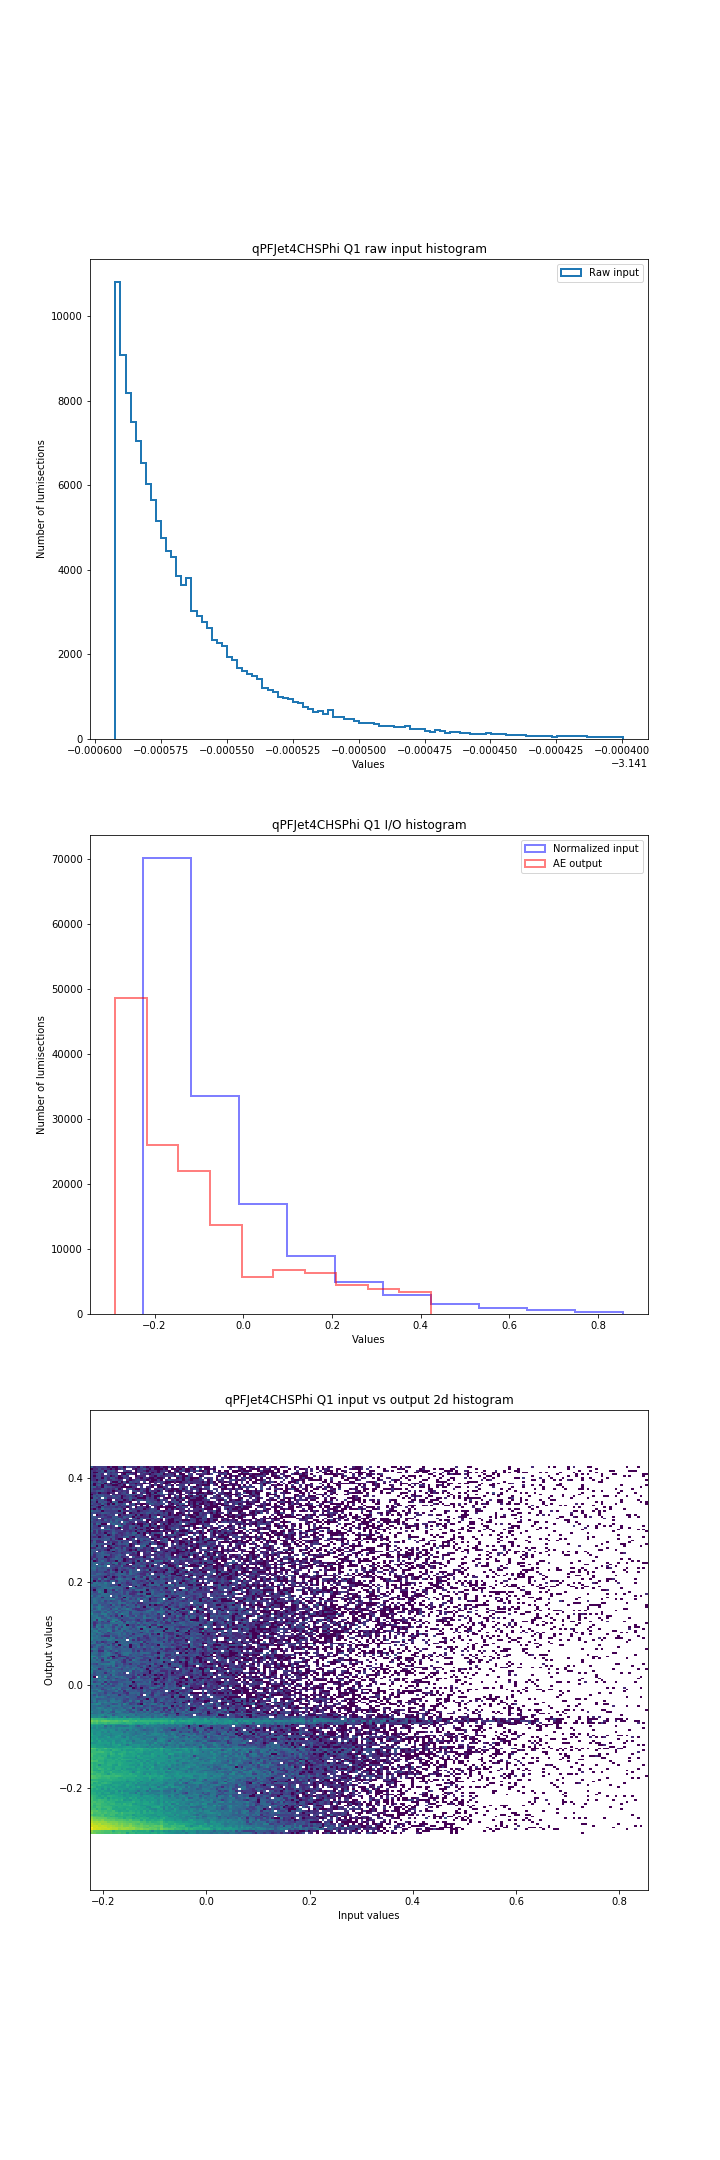 qPFJet4CHSPhi Q1 raw input histogram
Raw input
10000
8000
6000
4000
2000
0
Number of lumisections
−0.000600 −0.000575 −0.000550 −0.000525 −0.000500 −0.000475 −0.000450 −0.000425 −0.000400
Values
−3.141
qPFJet4CHSPhi Q1 I/O histogram
Normalized input
AE output
70000
60000
50000
40000
30000
20000
10000
0
Number of lumisections
−0.2 0.0 0.2 0.4 0.6 0.8
Values
qPFJet4CHSPhi Q1 input vs output 2d histogram
0.4
0.2
0.0
−0.2
Output values
−0.2 0.0 0.2 0.4 0.6 0.8
Input values